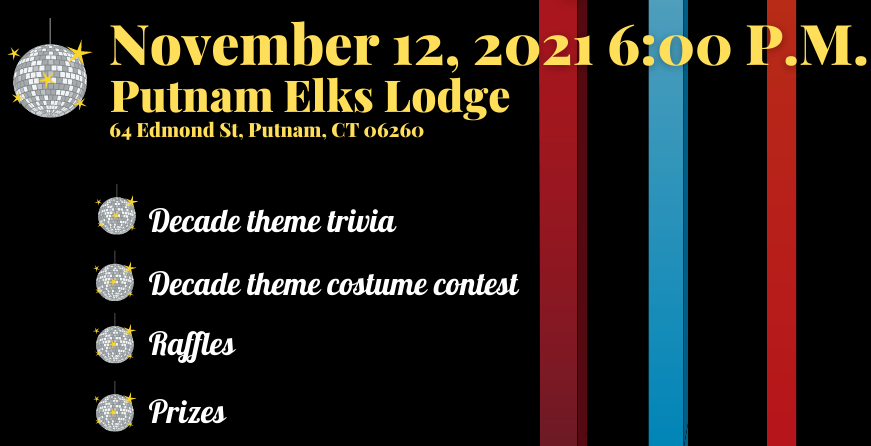 November 12, 2021 6:00 P.M.
Putnam Elks Lodge
64 Edmond St, Putnam, CT 06260
Decade theme trivia
Decade theme costume contest
Raffles
Prizes